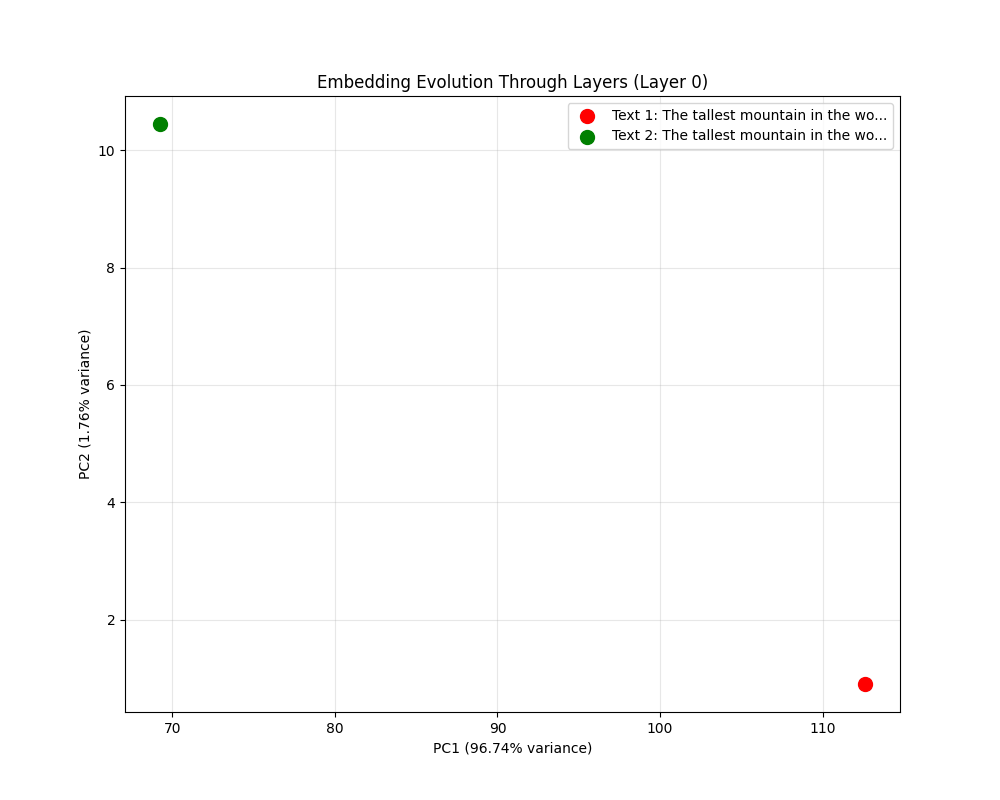 Embedding Evolution Through Layers (Layer 0)
Text 1: The tallest mountain in the wo...
Text 2: The tallest mountain in the wo...
10
8
6
4
2
PC2 (1.76% variance)
70 80 90 100 110
PC1 (96.74% variance)